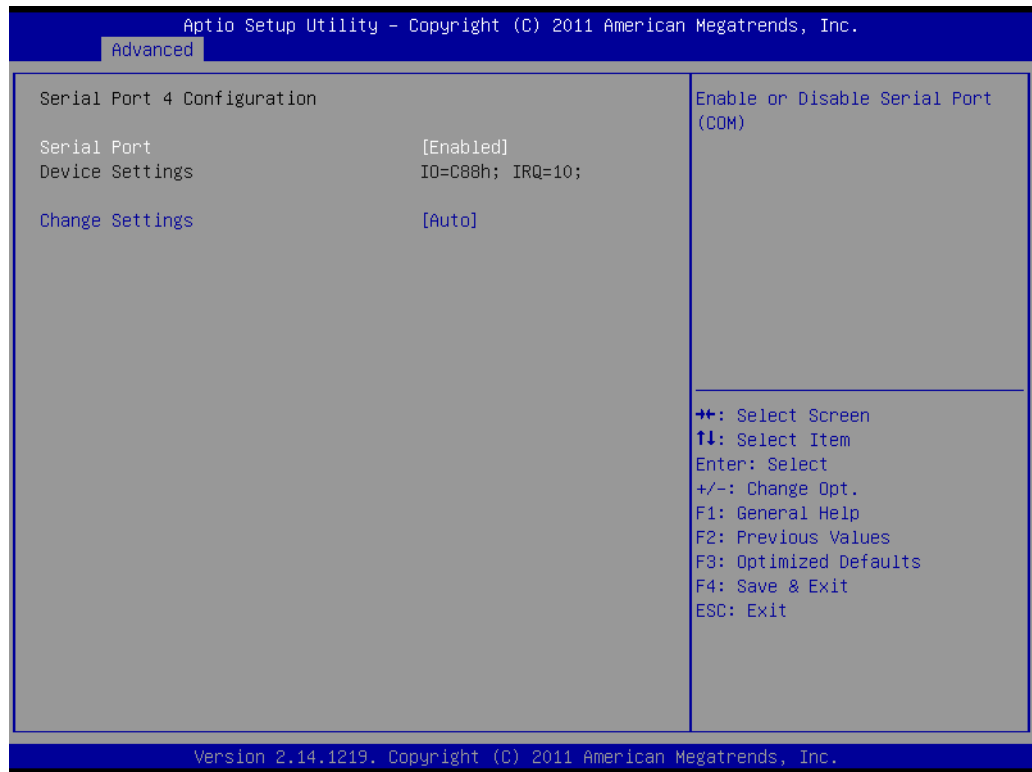 Aptio Setup Utility – Copyright (C) 2011 American Megatrends, Inc.
Advanced
Serial Port 4 Configuration
Serial Port [Enabled]
Device Settings IO=C88h; IRQ=10;
Change Settings [Auto]
Enable or Disable Serial Port
(COM)
→←: Select Screen
↑↓: Select Item
Enter: Select
+/-: Change Opt.
F1: General Help
F2: Previous Values
F3: Optimized Defaults
F4: Save & Exit
ESC: Exit
Version 2.14.1219. Copyright (C) 2011 American Megatrends, Inc.